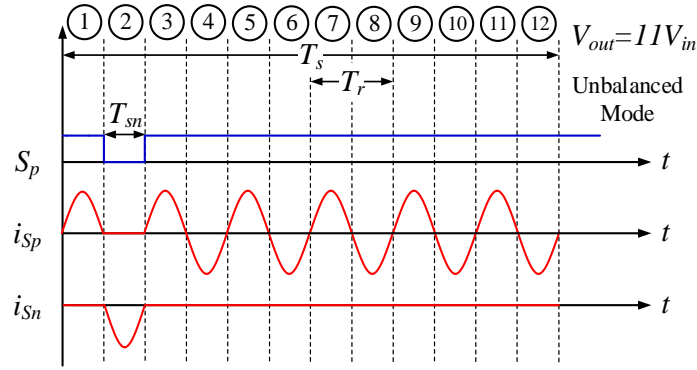 1 2 3 4 5 6 7 8 9 10 11 12
V_out=11V_in
T_s
T_r
Unbalanced
Mode
T_sn
S_p
t
i_Sp
t
i_Sn
t